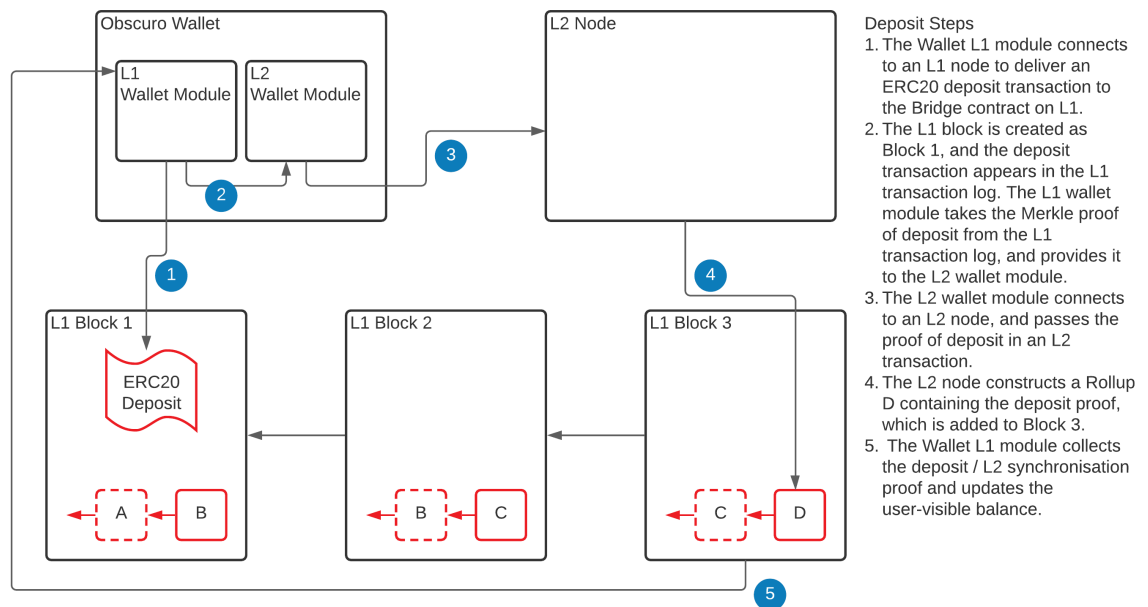 Obscuro Wallet
L1
Wallet Module
L2
Wallet Module
L2 Node
2
3
1
4
L1 Block 1
ERC20
Deposit
A
B
L1 Block 2
B
C
L1 Block 3
C
D
5
Deposit Steps
1. The Wallet L1 module connects
to an L1 node to deliver an
ERC20 deposit transaction to
the Bridge contract on L1.
2. The L1 block is created as
Block 1, and the deposit
transaction appears in the L1
transaction log. The L1 wallet
module takes the Merkle proof
of deposit from the L1
transaction log, and provides it
to the L2 wallet module.
3. The L2 wallet module connects
to an L2 node, and passes the
proof of deposit in an L2
transaction.
4. The L2 node constructs a Rollup
D containing the deposit proof,
which is added to Block 3.
5. The Wallet L1 module collects
the deposit / L2 synchronisation
proof and updates the
user-visible balance.